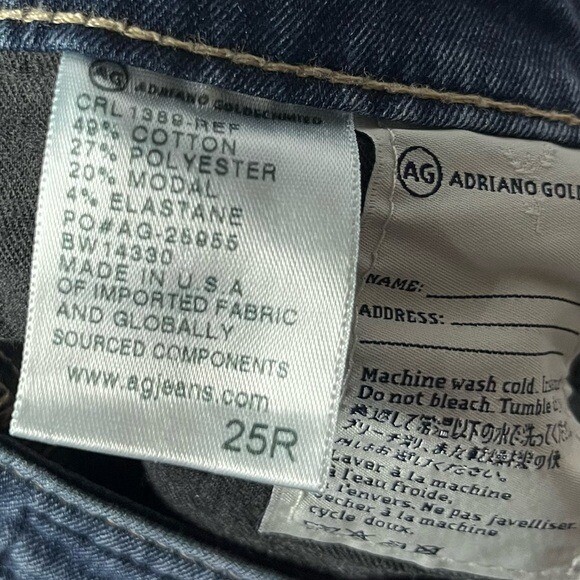 AG ADRIANO GOLDSCHMIED
CRL1389-REF
49% COTTON
27% POLYESTER
20% MODAL
4% ELASTANE
PO#AG-25955
BW14330
MADE IN U.S.A
OF IMPORTED FABRIC
AND GLOBALLY
SOURCED COMPONENTS
www.agjeans.com
25R
AG ADRIANO GOL
NAME:
ADDRESS:
Machine wash cold.
Do not bleach. Tumble
Laver à la machine
à l'eau froide,
l'envers. Ne pas javelliser.
Sécher à la machine
cycle doux.